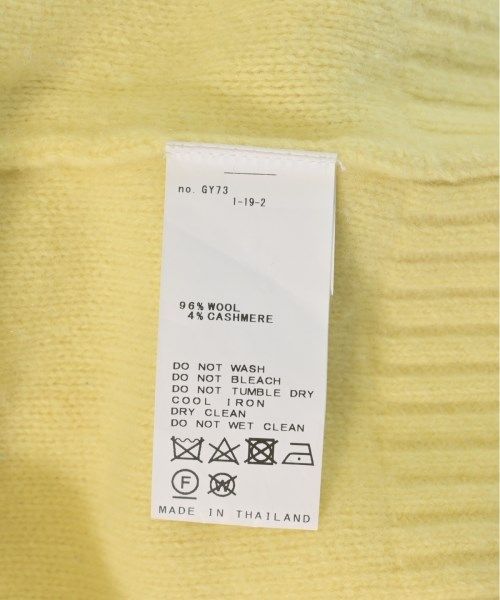 no. GY73
1-19-2
96% WOOL
4% CASHMERE
DO NOT WASH
DO NOT BLEACH
DO NOT TUMBLE DRY
COOL IRON
DRY CLEAN
DO NOT WET CLEAN
F W
MADE IN THAILAND